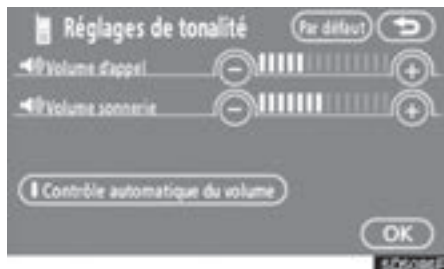 Réglages de tonalité
Par défaut
Volume d'appel
Volume sonnerie
Contrôle automatique du volume
OK